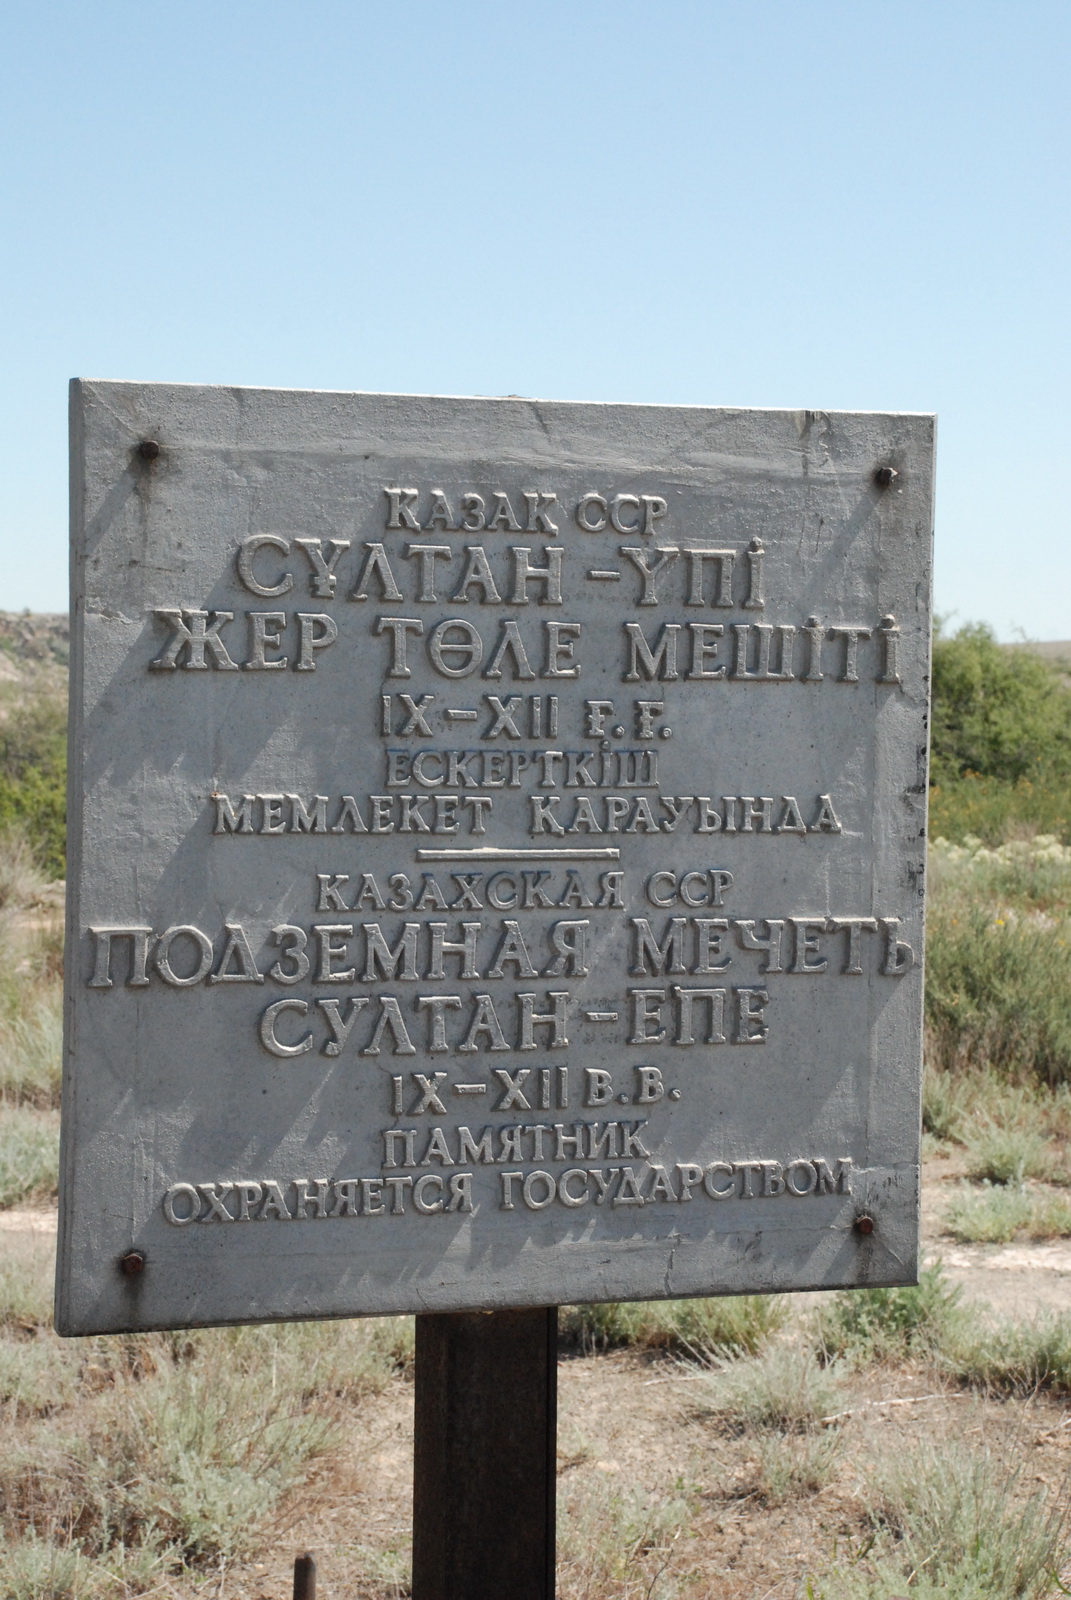 ҚАЗАҚ ССР
СҰЛТАН-ҮПІ
ЖЕР ТӨЛЕ МЕШІТІ
IX-XII Ғ.Ғ.
ЕСКЕРТКІШ
МЕМЛЕКЕТ ҚАРАУЫНДА
КАЗАХСКАЯ ССР
ПОДЗЕМНАЯ МЕЧЕТЬ
СУЛТАН-ЕПЕ
IX-XII В.В.
ПАМЯТНИК
ОХРАНЯЕТСЯ ГОСУДАРСТВОМ